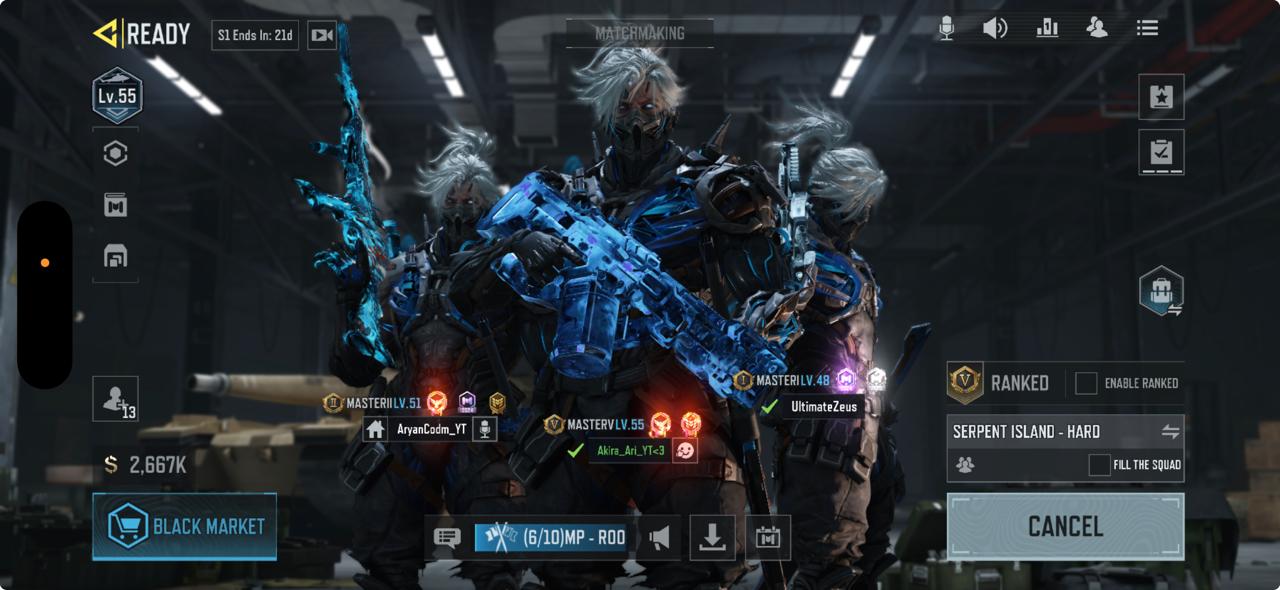 READY
S1 Ends In: 21d
MATCHMAKING
Lv.55
MASTERII LV.51
AryanCodm_YT
MASTERV LV.55
Akira_Ari_YT<3
MASTERI LV.48
UltimateZeus
V RANKED
ENABLE RANKED
SERPENT ISLAND - HARD
FILL THE SQUAD
CANCEL
13
$ 2,667K
BLACK MARKET
(6/10)MP - ROO